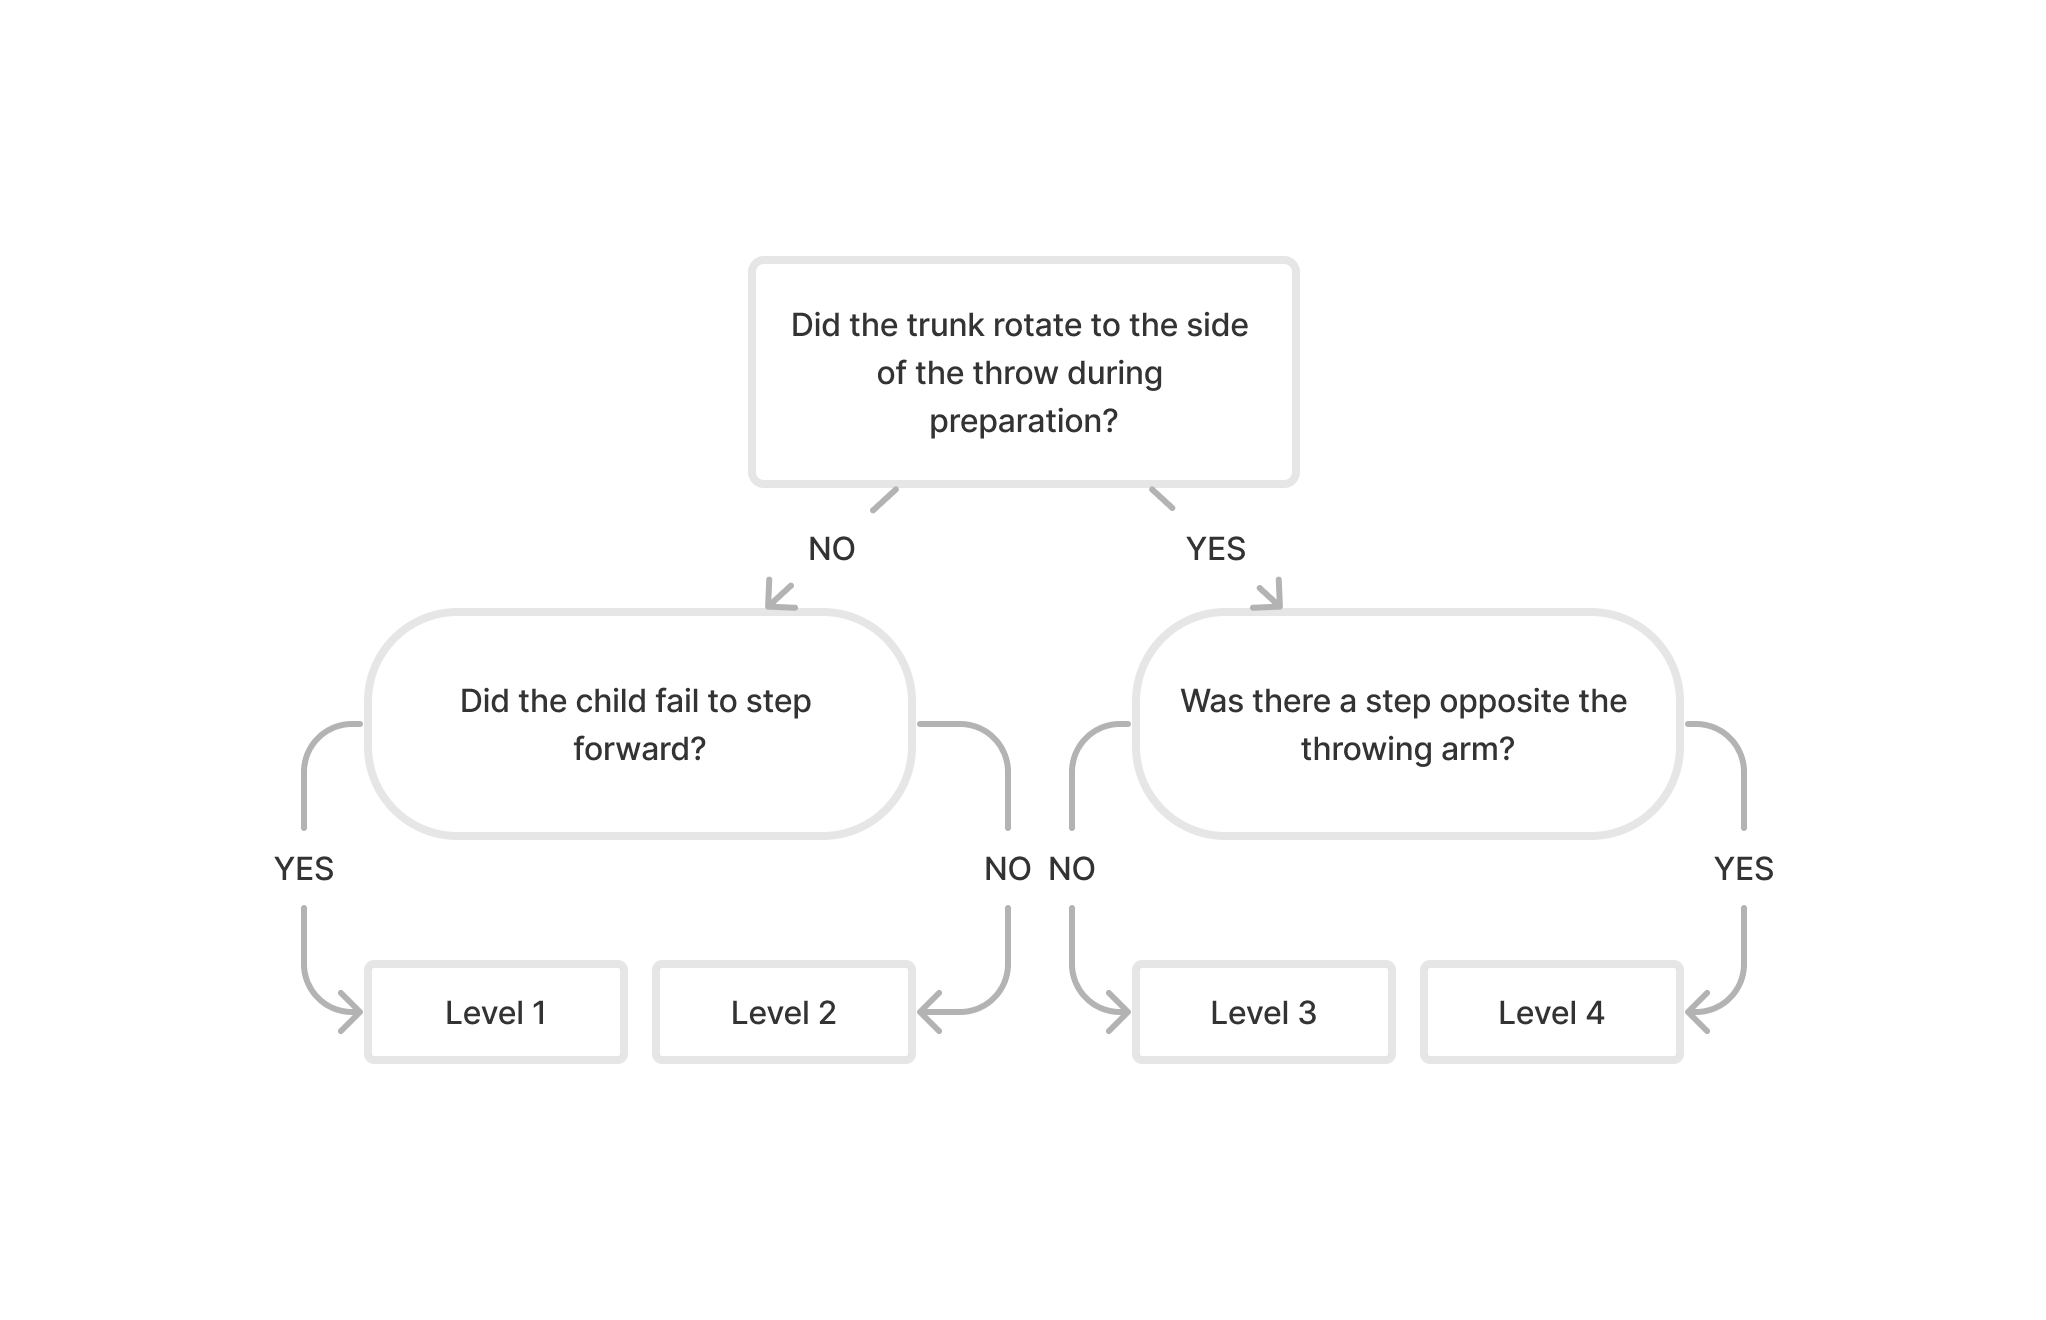 Did the trunk rotate to the side
of the throw during
preparation?
NO
YES
Did the child fail to step
forward?
Was there a step opposite the
throwing arm?
YES
NO
NO
YES
Level 1
Level 2
Level 3
Level 4